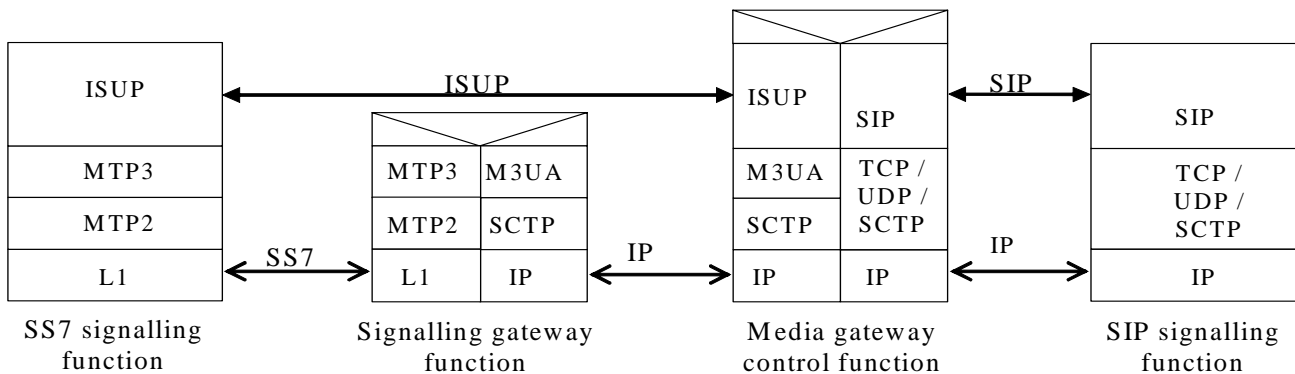 ISUP
MTP3
MTP2
L1
SS7 signalling
function
ISUP
SS7
MTP3
M3UA
MTP2
SCTP
L1
IP
Signalling gateway
function
IP
ISUP
SIP
M3UA
SCTP
TCP /
UDP /
SCTP
IP
IP
Media gateway
control function
SIP
IP
SIP
TCP /
UDP /
SCTP
IP
SIP signalling
function